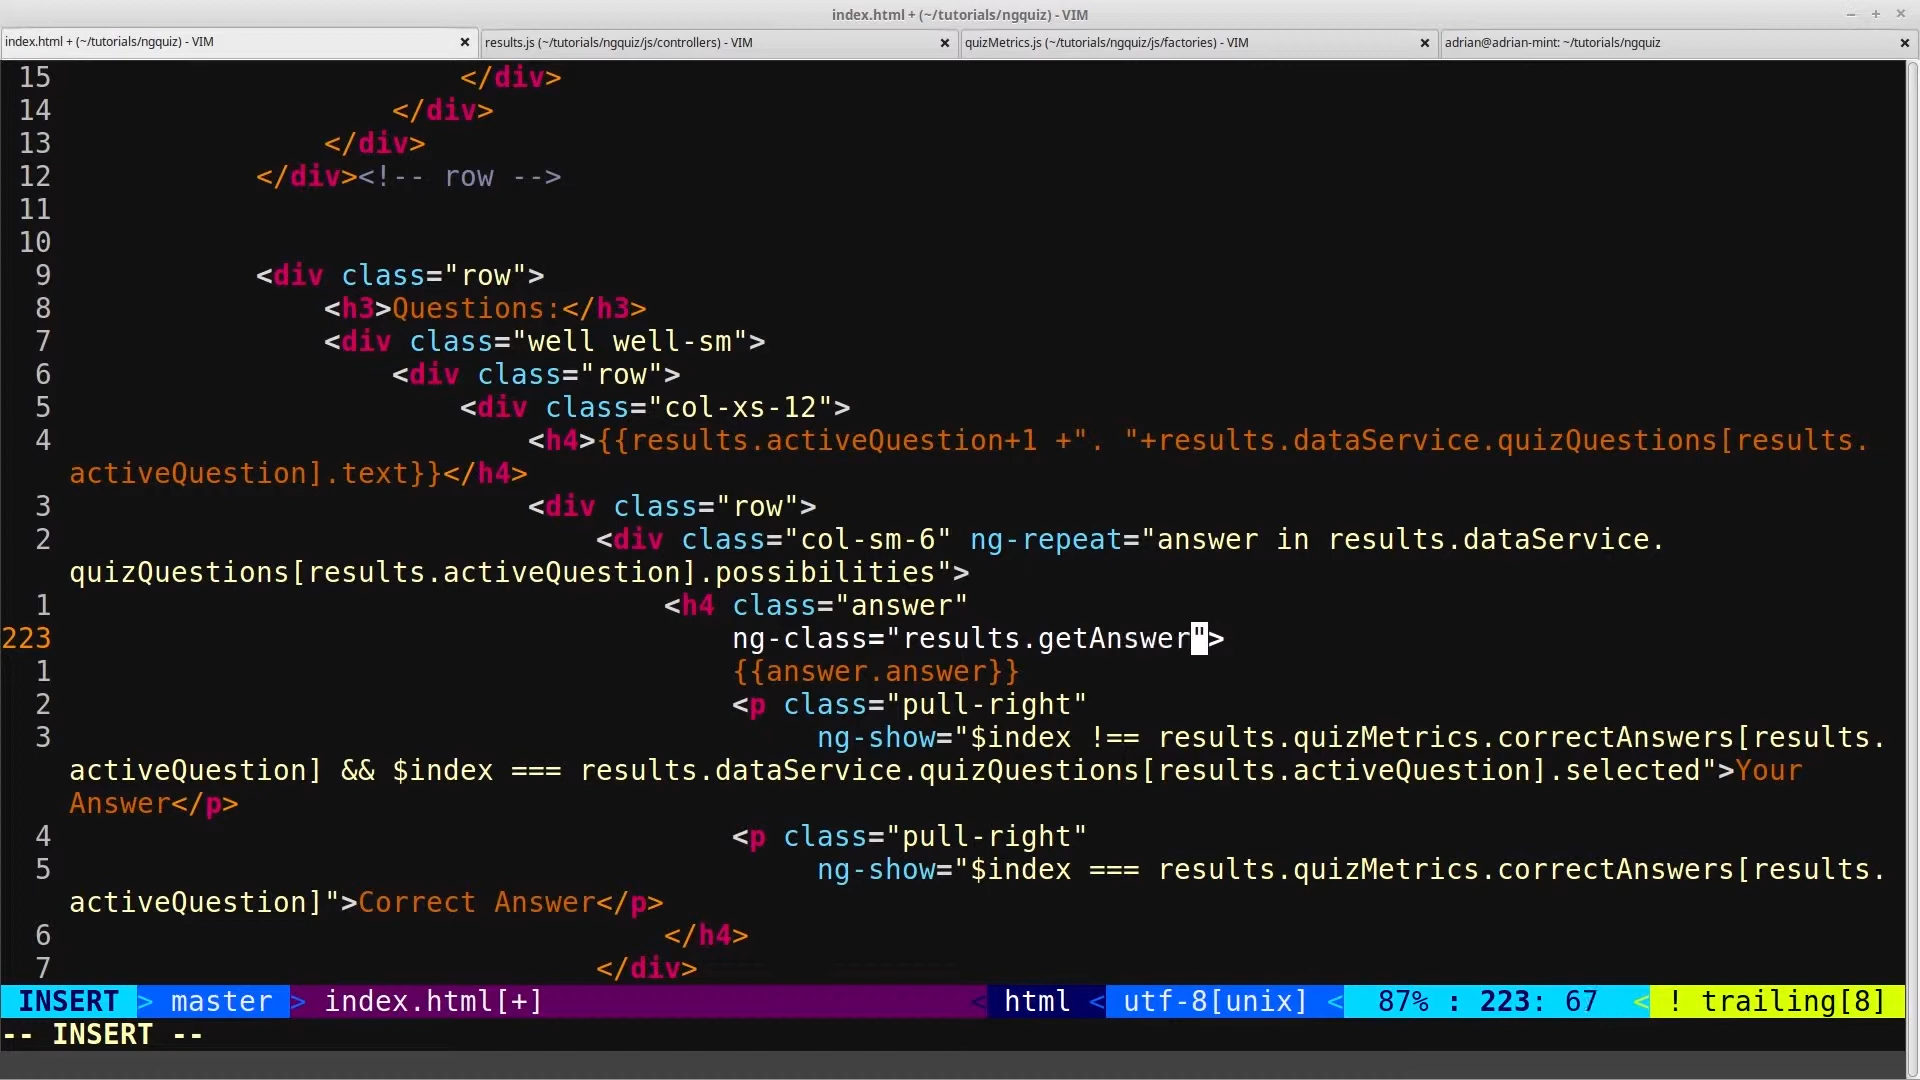 index.html + (~/tutorials/ngquiz) - VIM
index.html + (~/tutorials/ngquiz) - VIM
results.js (~/tutorials/ngquiz/js/controllers) - VIM
quizMetrics.js (~/tutorials/ngquiz/js/factories) - VIM
adrian@adrian-mint: ~/tutorials/ngquiz
15 </div>
14 </div>
13 </div>
12 </div><!-- row -->
11
10
9 <div class="row">
8 <h3>Questions:</h3>
7 <div class="well well-sm">
6 <div class="row">
5 <div class="col-xs-12">
4 <h4>{{results.activeQuestion+1 +". "+results.dataService.quizQuestions[results.
activeQuestion].text}}</h4>
3 <div class="row">
2 <div class="col-sm-6" ng-repeat="answer in results.dataService.
quizQuestions[results.activeQuestion].possibilities">
1 <h4 class="answer"
223 ng-class="results.getAnswer">
1 {{answer.answer}}
2 <p class="pull-right"
3 ng-show="$index !== results.quizMetrics.correctAnswers[results.
activeQuestion] && $index === results.dataService.quizQuestions[results.activeQuestion].selected">Your
Answer</p>
4 <p class="pull-right"
5 ng-show="$index === results.quizMetrics.correctAnswers[results.
activeQuestion]">Correct Answer</p>
6 </h4>
7 </div>
INSERT > master > index.html[+] < html < utf-8[unix] < 87% : 223: 67 < ! trailing[8]
-- INSERT --